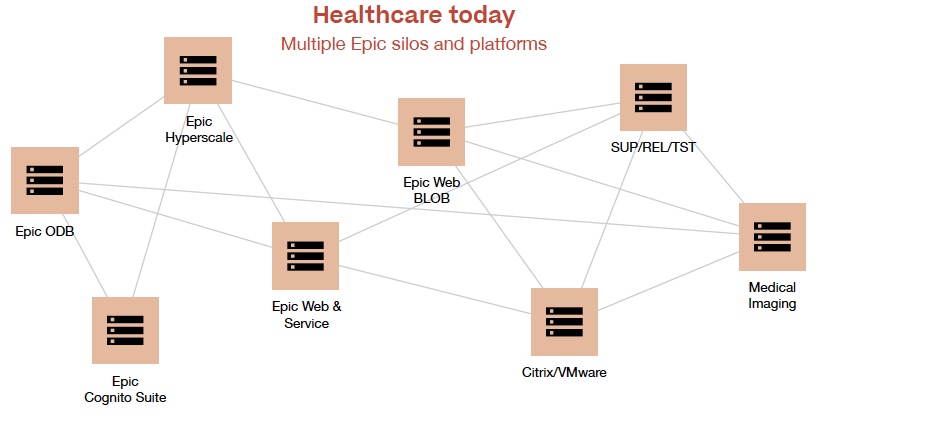 Healthcare today
Multiple Epic silos and platforms
Epic
Hyperscale
SUP/REL/TST
Epic Web
BLOB
Epic ODB
Medical
Imaging
Epic Web &
Service
Citrix/VMware
Epic
Cognito Suite